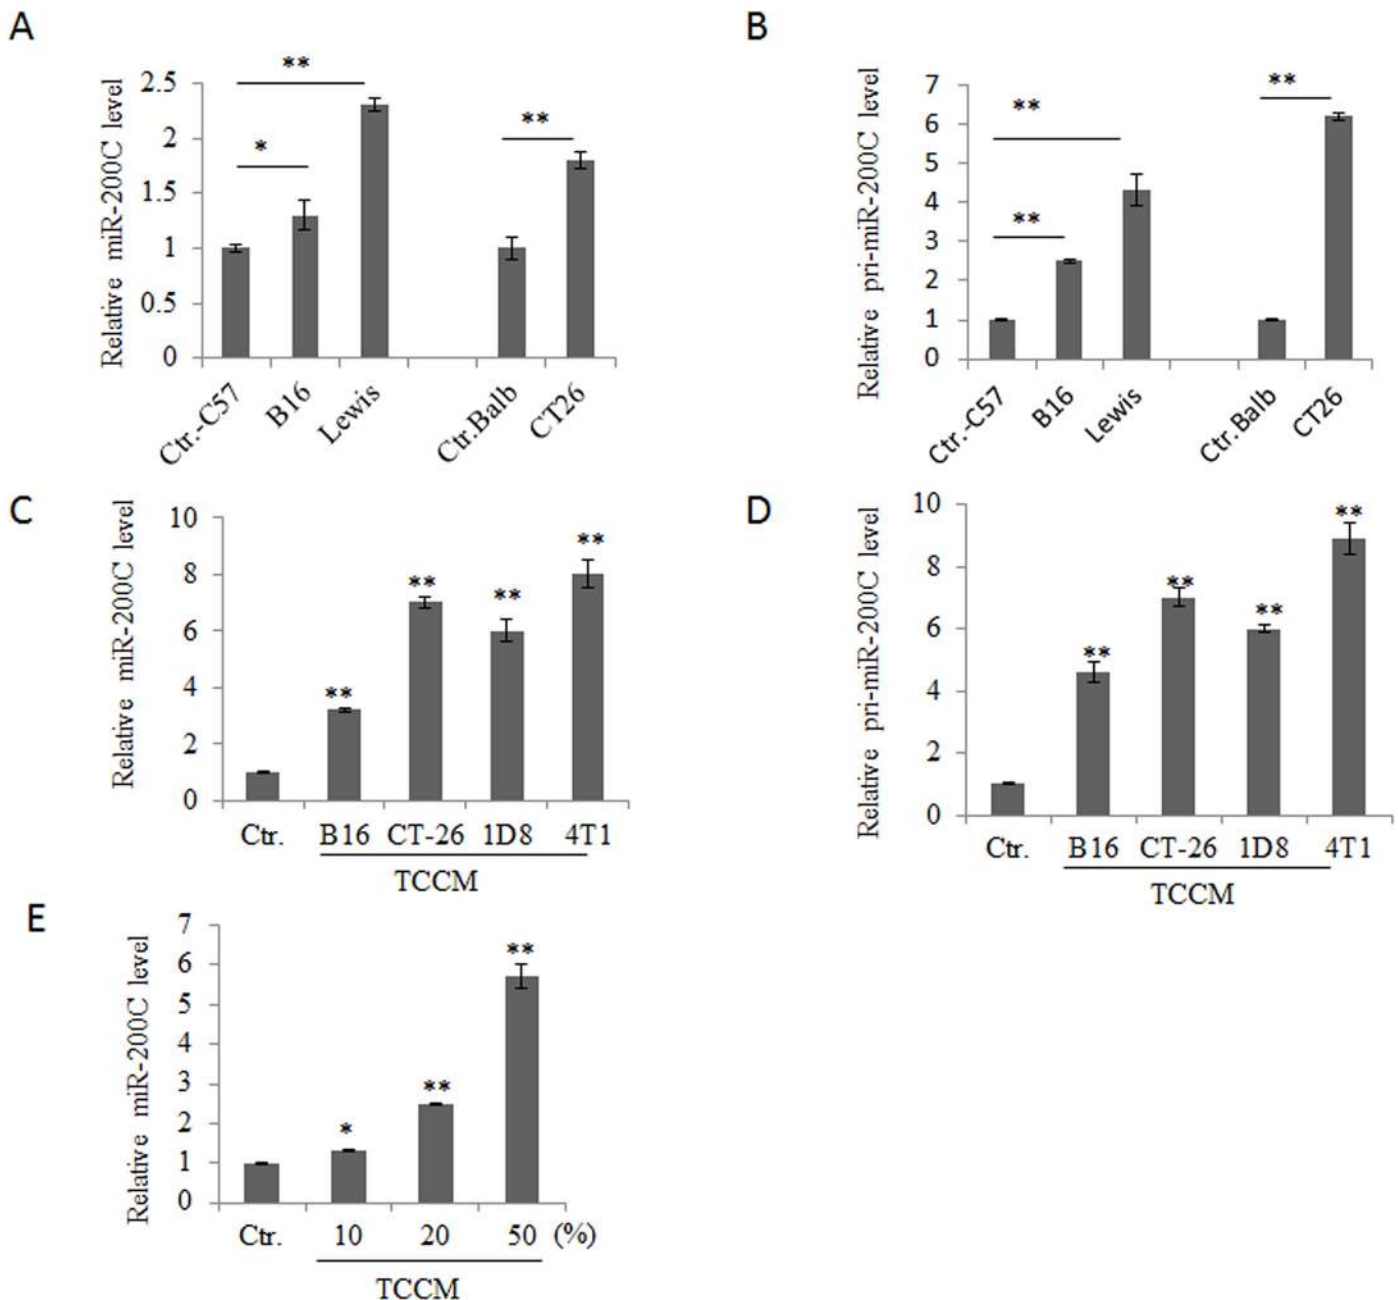 A
Relative miR-200C level
2.5
2
1.5
1
0.5
0
**
*
**
Ctr.-C57
B16
Lewis
Ctr.Balb
CT26
B
Relative pri-miR-200C level
7
6
5
4
3
2
1
0
**
**
**
Ctr.-C57
B16
Lewis
Ctr.Balb
CT26
C
Relative miR-200C level
10
8
6
4
2
0
**
**
**
**
Ctr.
B16
CT-26
1D8
4T1
TCCM
D
Relative pri-miR-200C level
10
8
6
4
2
0
**
**
**
**
Ctr.
B16
CT-26
1D8
4T1
TCCM
E
Relative miR-200C level
7
6
5
4
3
2
1
0
*
**
**
Ctr.
10
20
50
(%)
TCCM